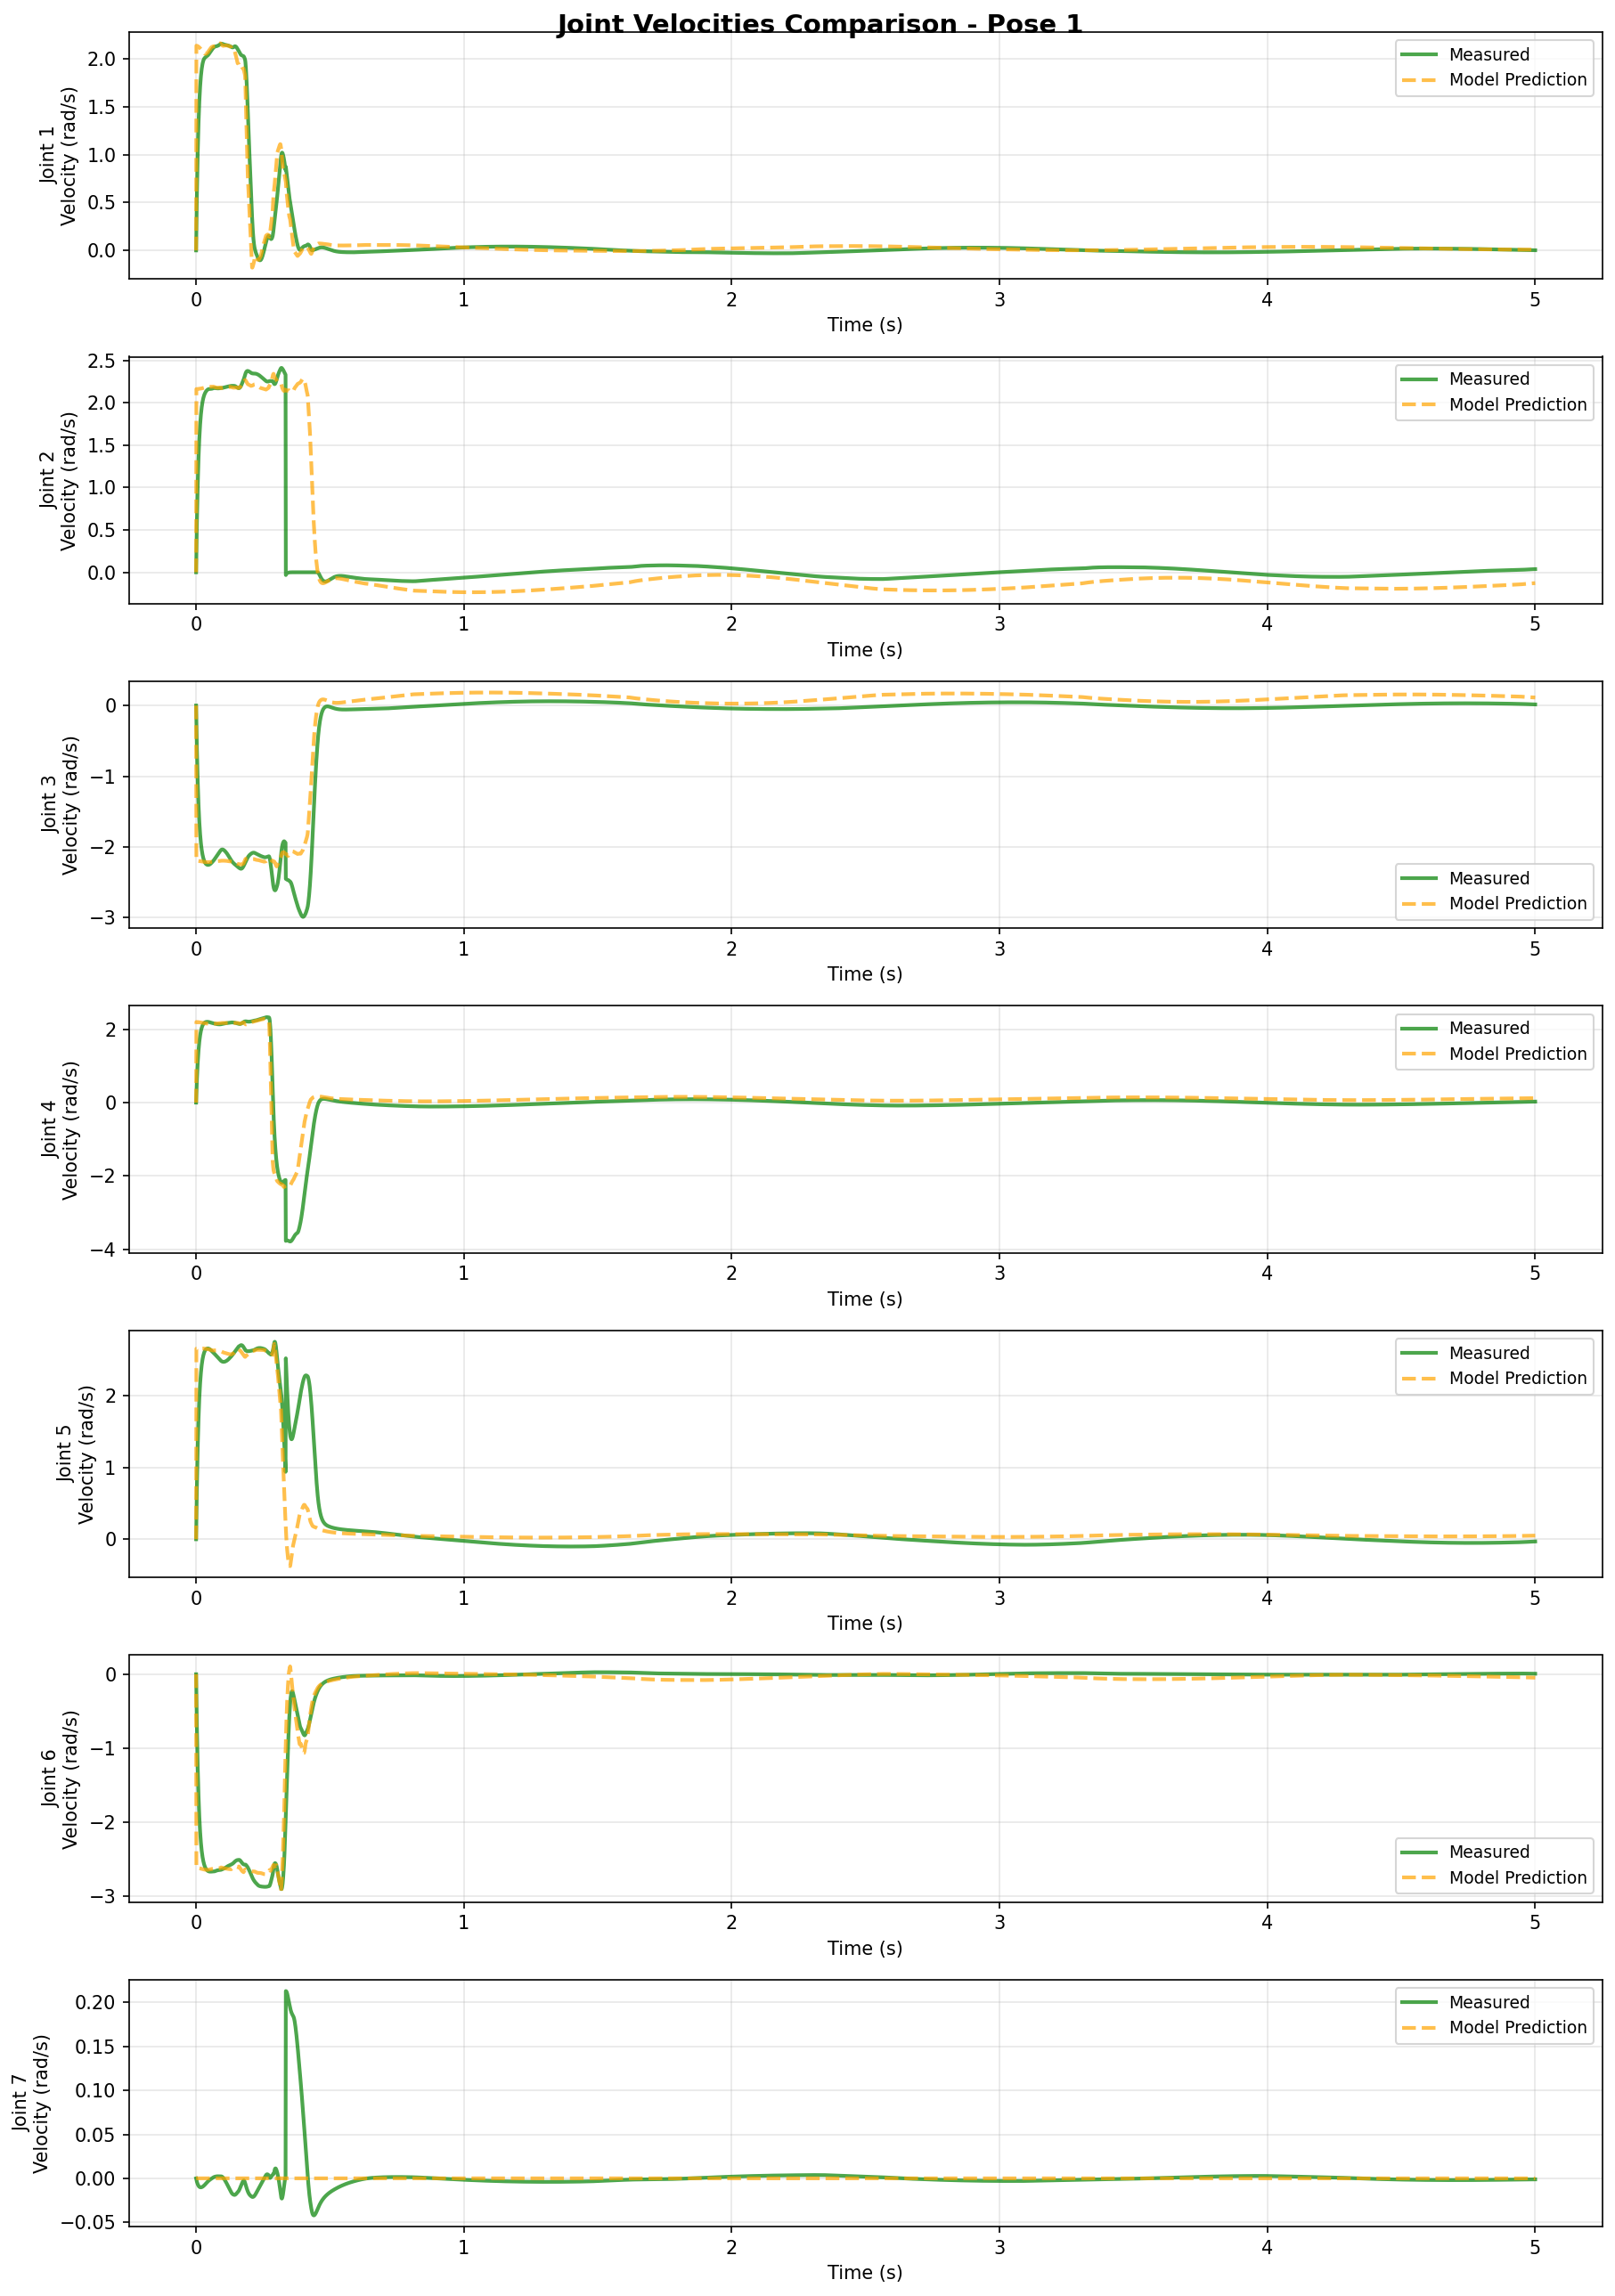 Joint Velocities Comparison - Pose 1
Joint 1
Velocity (rad/s)
2.0
1.5
1.0
0.5
0.0
Measured
Model Prediction
0 1 2 3 4 5
Time (s)
Joint 2
Velocity (rad/s)
2.5
2.0
1.5
1.0
0.5
0.0
Measured
Model Prediction
0 1 2 3 4 5
Time (s)
Joint 3
Velocity (rad/s)
0
−1
−2
−3
Measured
Model Prediction
0 1 2 3 4 5
Time (s)
Joint 4
Velocity (rad/s)
2
0
−2
−4
Measured
Model Prediction
0 1 2 3 4 5
Time (s)
Joint 5
Velocity (rad/s)
2
1
0
Measured
Model Prediction
0 1 2 3 4 5
Time (s)
Joint 6
Velocity (rad/s)
0
−1
−2
−3
Measured
Model Prediction
0 1 2 3 4 5
Time (s)
Joint 7
Velocity (rad/s)
0.20
0.15
0.10
0.05
0.00
−0.05
Measured
Model Prediction
0 1 2 3 4 5
Time (s)